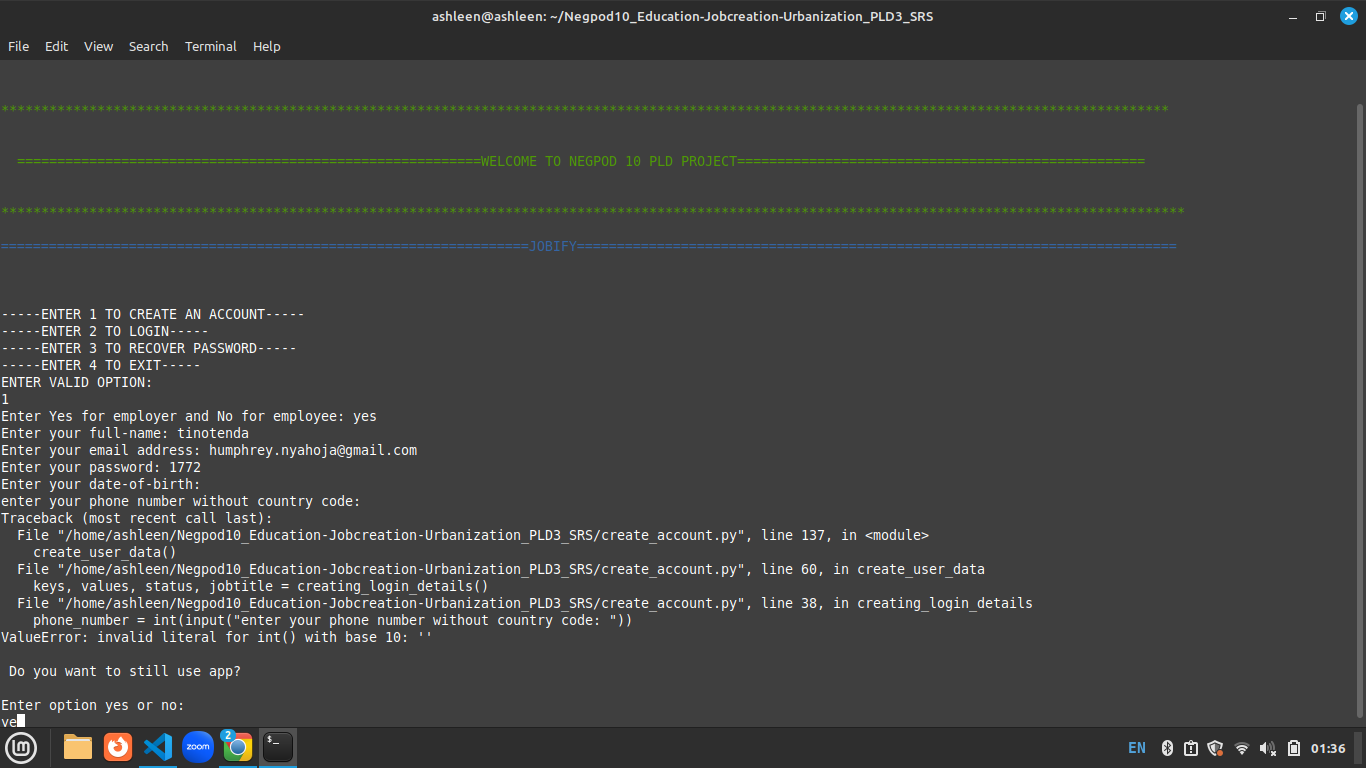 ashleen@ashleen: ~/Negpod10_Education-Jobcreation-Urbanization_PLD3_SRS
File Edit View Search Terminal Help
**************************************************************************************************************************************************
==========================================================WELCOME TO NEGPOD 10 PLD PROJECT===================================================
****************************************************************************************************************************************************
==================================================================JOBIFY===========================================================================
-----ENTER 1 TO CREATE AN ACCOUNT-----
-----ENTER 2 TO LOGIN-----
-----ENTER 3 TO RECOVER PASSWORD-----
-----ENTER 4 TO EXIT-----
ENTER VALID OPTION:
1
Enter Yes for employer and No for employee: yes
Enter your full-name: tinotenda
Enter your email address: humphrey.nyahoja@gmail.com
Enter your password: 1772
Enter your date-of-birth:
enter your phone number without country code:
Traceback (most recent call last):
File "/home/ashleen/Negpod10_Education-Jobcreation-Urbanization_PLD3_SRS/create_account.py", line 137, in <module>
create_user_data()
File "/home/ashleen/Negpod10_Education-Jobcreation-Urbanization_PLD3_SRS/create_account.py", line 60, in create_user_data
keys, values, status, jobtitle = creating_login_details()
File "/home/ashleen/Negpod10_Education-Jobcreation-Urbanization_PLD3_SRS/create_account.py", line 38, in creating_login_details
phone_number = int(input("enter your phone number without country code: "))
ValueError: invalid literal for int() with base 10: ''
Do you want to still use app?
Enter option yes or no:
ye
zoom
2
$_
EN
01:36